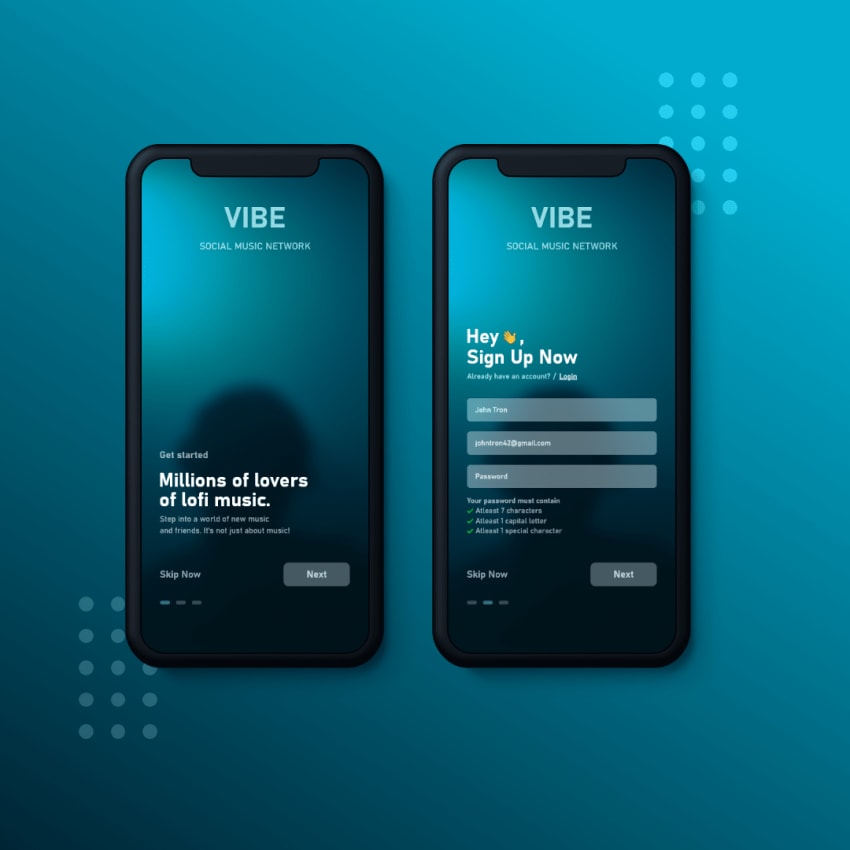 VIBE
SOCIAL MUSIC NETWORK
Get started
Millions of lovers
of lofi music.
Step into a world of new music
and friends. It's not just about music!
Skip Now
Next
VIBE
SOCIAL MUSIC NETWORK
Hey 👋,
Sign Up Now
Already have an account? / Login
John Tron
johntron42@gmail.com
Password
Your password must contain
Atleast 7 characters
Atleast 1 capital letter
Atleast 1 special charactor
Skip Now
Next